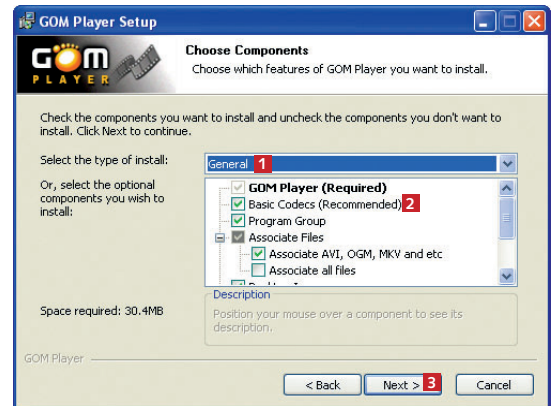 GOM Player Setup
GOM
PLAYER
Choose Components
Choose which features of GOM Player you want to install.
Check the components you want to install and uncheck the components you don't want to
install. Click Next to continue.
Select the type of install:
General 1
Or, select the optional
components you wish to
install:
GOM Player (Required)
Basic Codecs (Recommended) 2
Program Group
Associate Files
Associate AVI, OGM, MKV and etc
Associate all files
Space required: 30.4MB
Description
Position your mouse over a component to see its
description.
GOM Player
< Back
Next > 3
Cancel